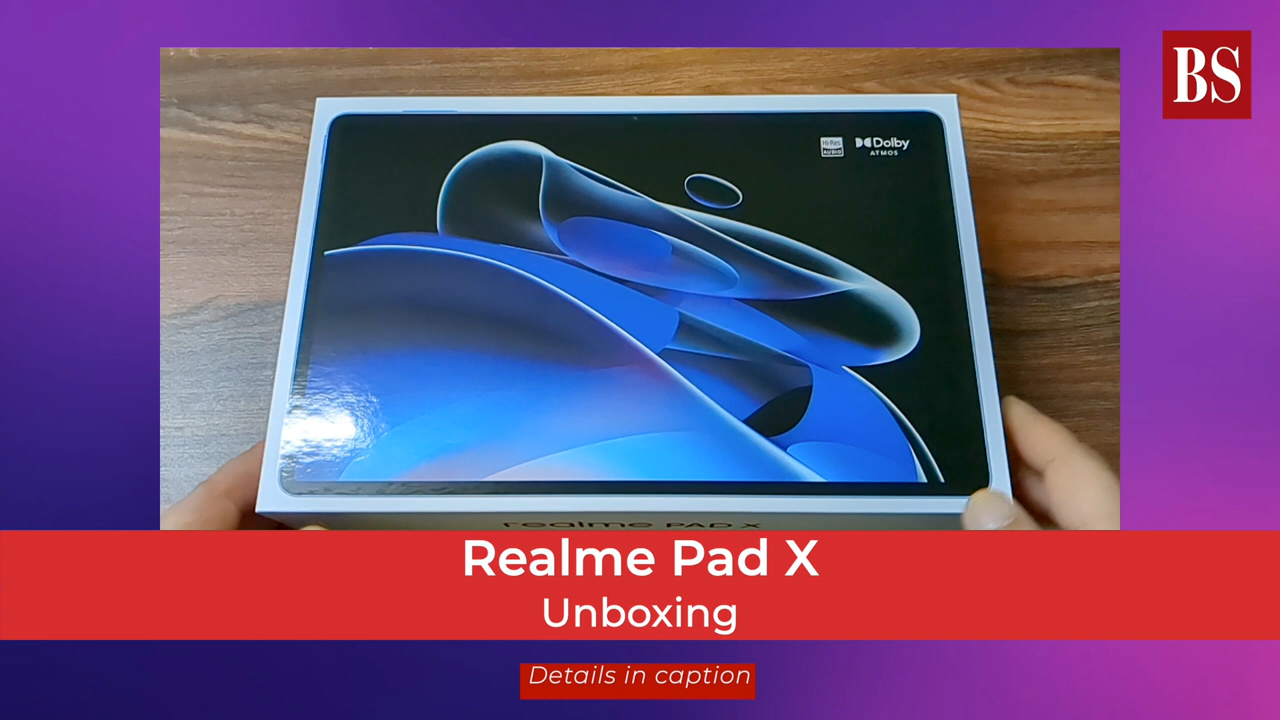 BS
Hi-Res
AUDIO
Dolby
ATMOS
realme PAD X
Realme Pad X
Unboxing
Details in caption